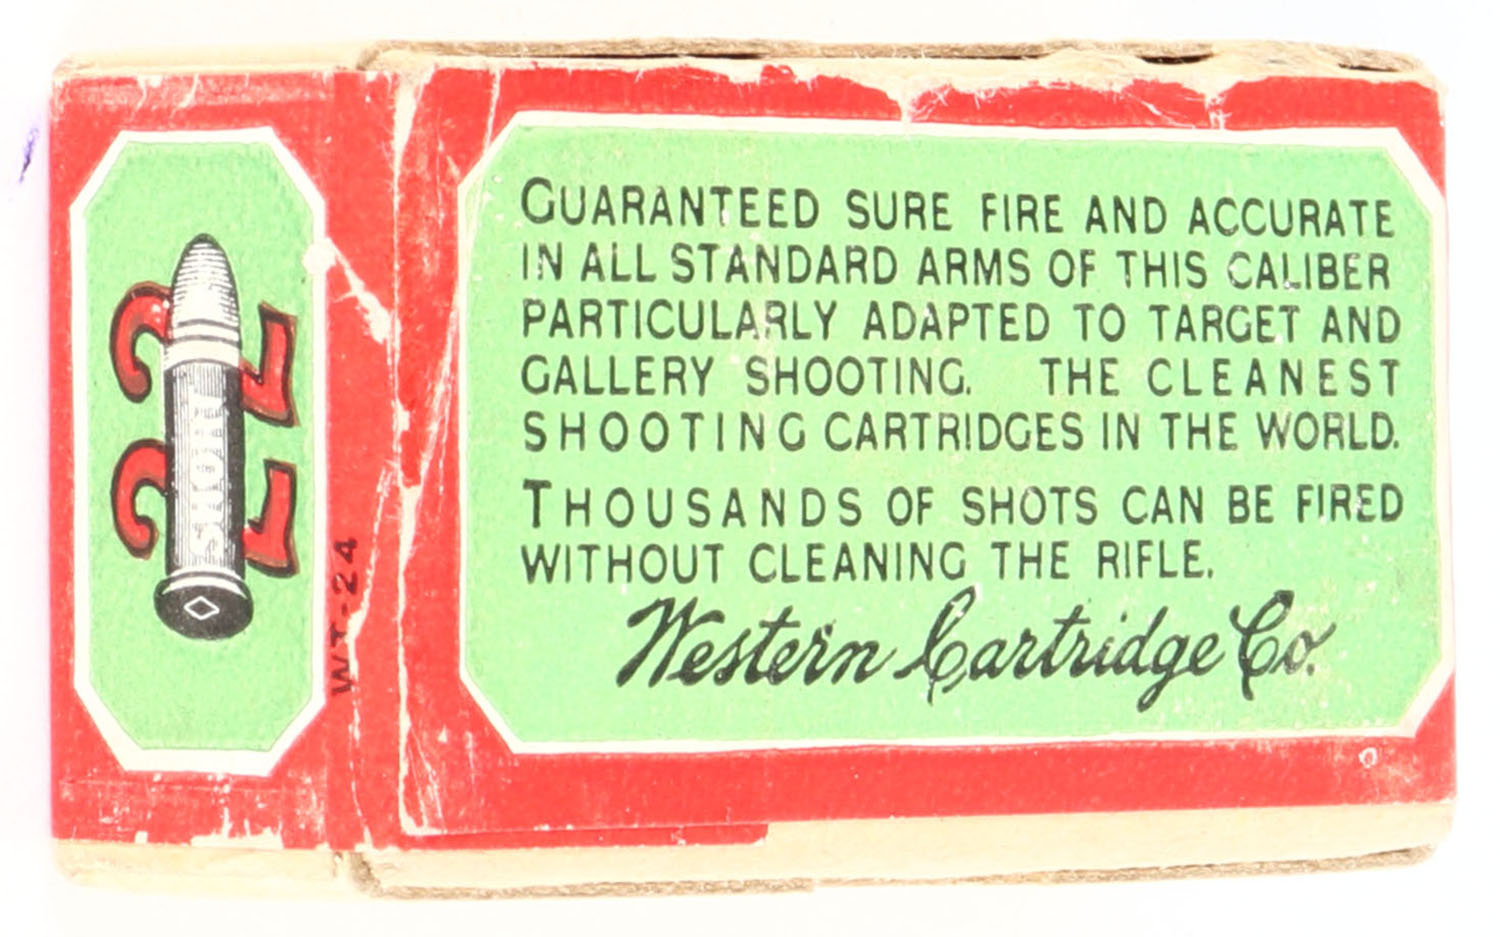 22
SHORT
WT-24
GUARANTEED SURE FIRE AND ACCURATE
IN ALL STANDARD ARMS OF THIS CALIBER
PARTICULARLY ADAPTED TO TARGET AND
GALLERY SHOOTING. THE CLEANEST
SHOOTING CARTRIDGES IN THE WORLD.
THOUSANDS OF SHOTS CAN BE FIRED
WITHOUT CLEANING THE RIFLE.
Western Cartridge Co.